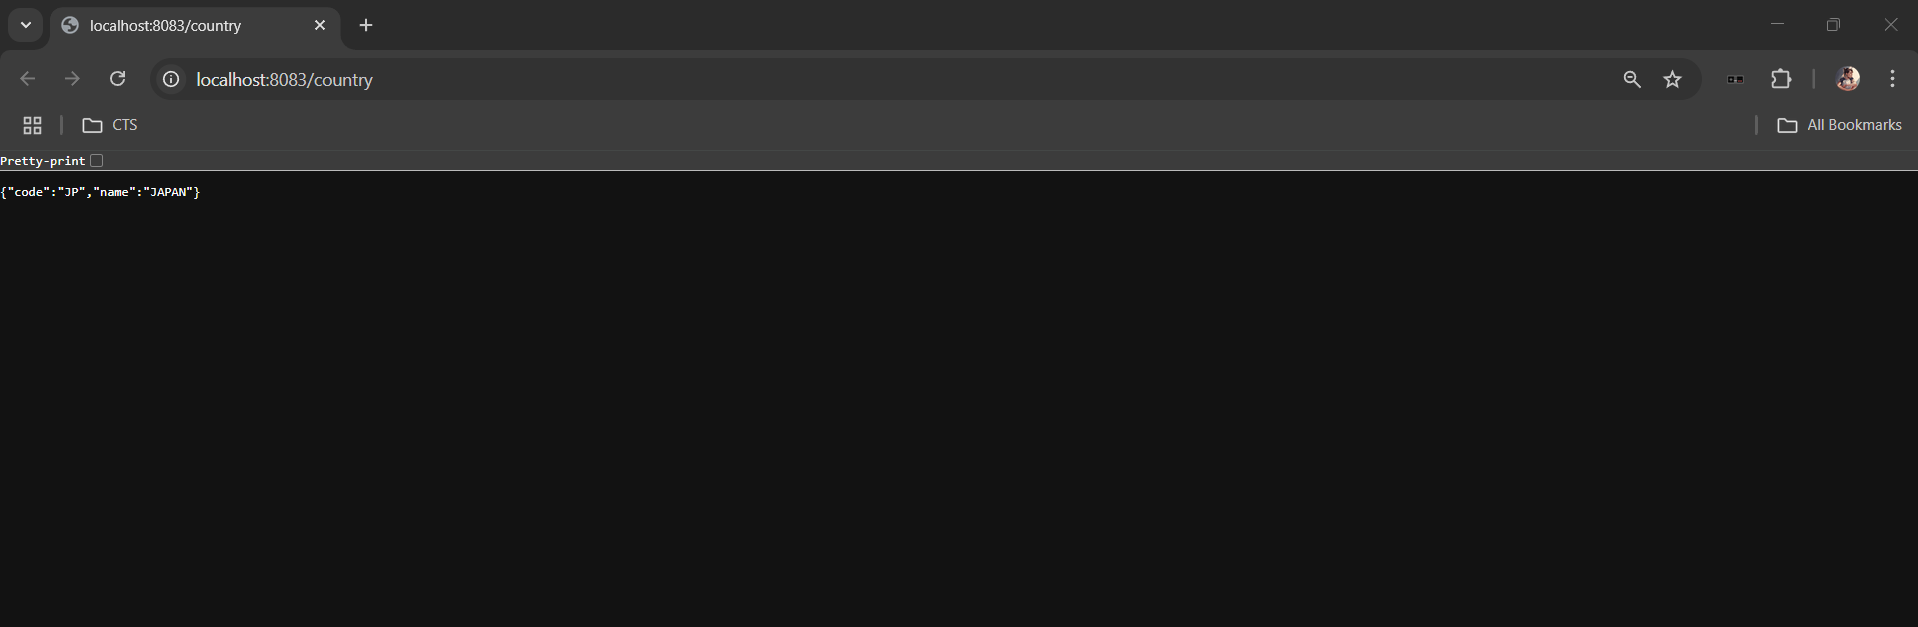 localhost:8083/country
localhost:8083/country
CTS
All Bookmarks
Pretty-print
{"code":"JP","name":"JAPAN"}